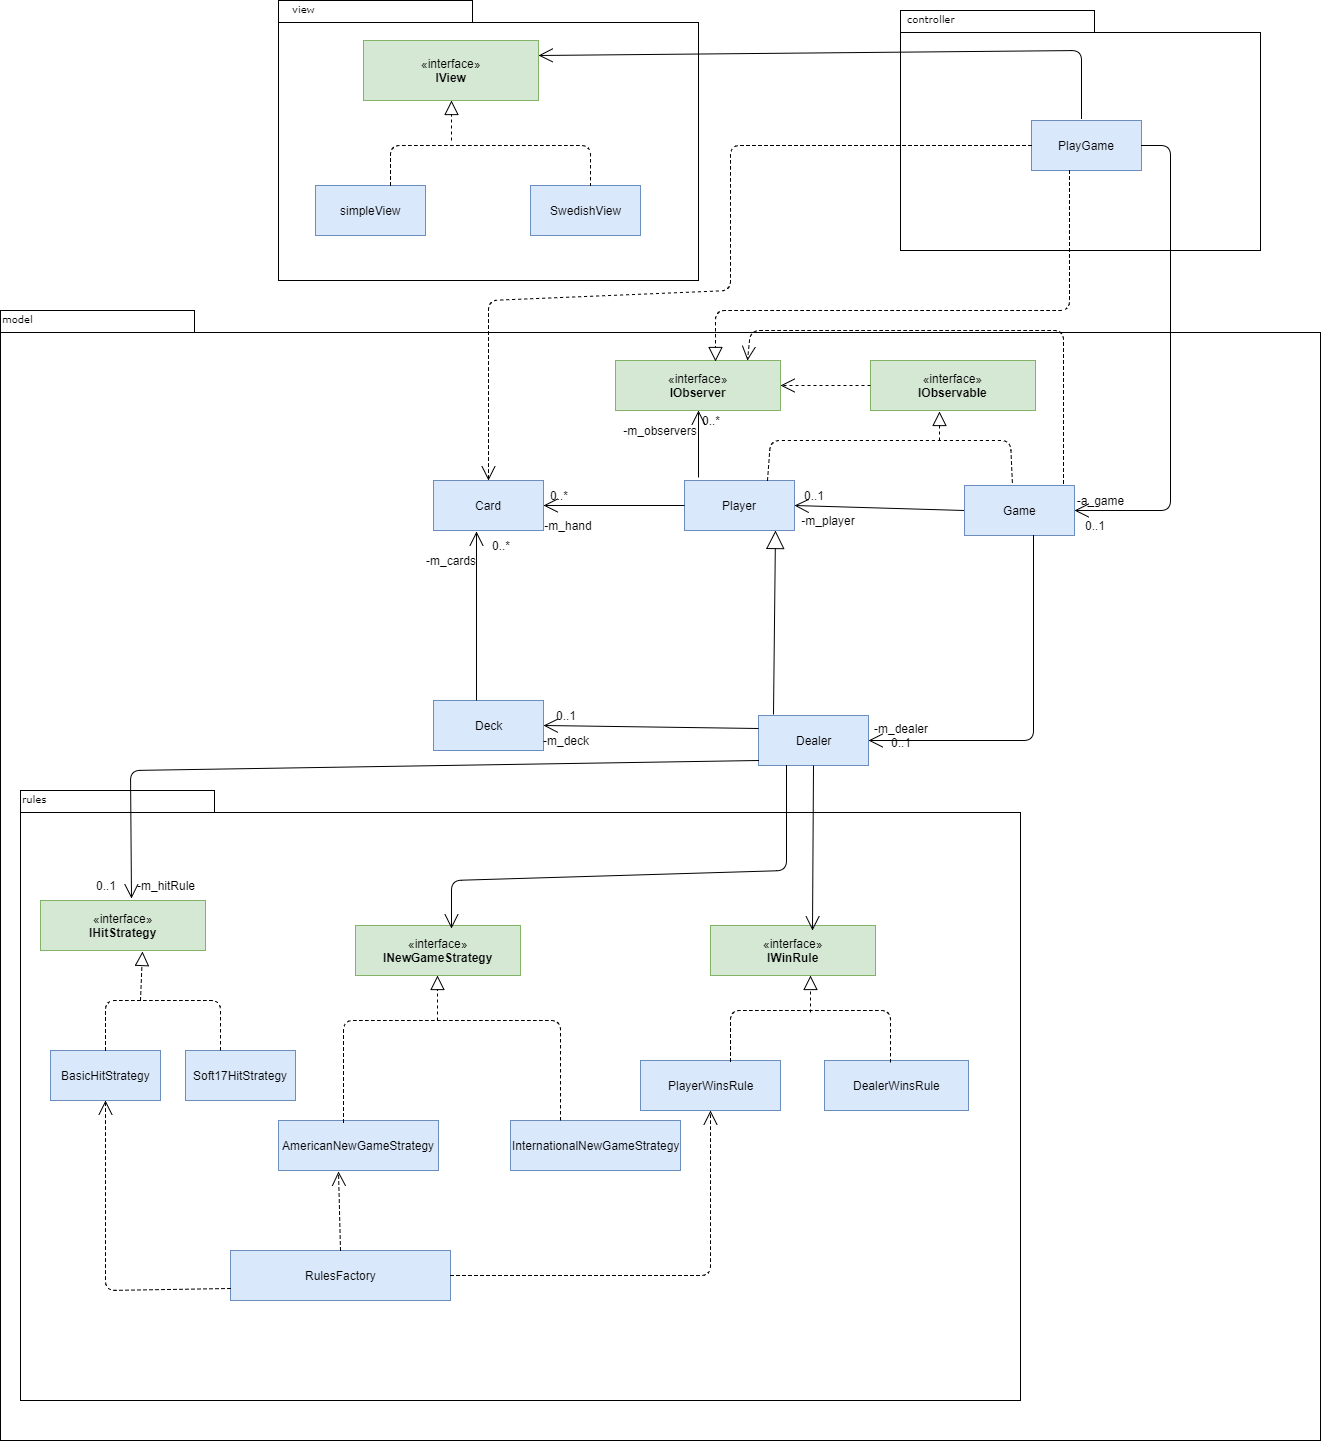 view
controller
«interface»
IView
PlayGame
simpleView
SwedishView
model
«interface»
IObserver
«interface»
IObservable
0..*
-m_observers
Card
0..*
-m_hand
Player
0..1
-m_player
Game
-a_game
0..1
0..*
-m_cards
Deck
0..1
-m_deck
Dealer
-m_dealer
0..1
rules
0..1
-m_hitRule
«interface»
IHitStrategy
«interface»
INewGameStrategy
«interface»
IWinRule
BasicHitStrategy
Soft17HitStrategy
PlayerWinsRule
DealerWinsRule
AmericanNewGameStrategy
InternationalNewGameStrategy
RulesFactory